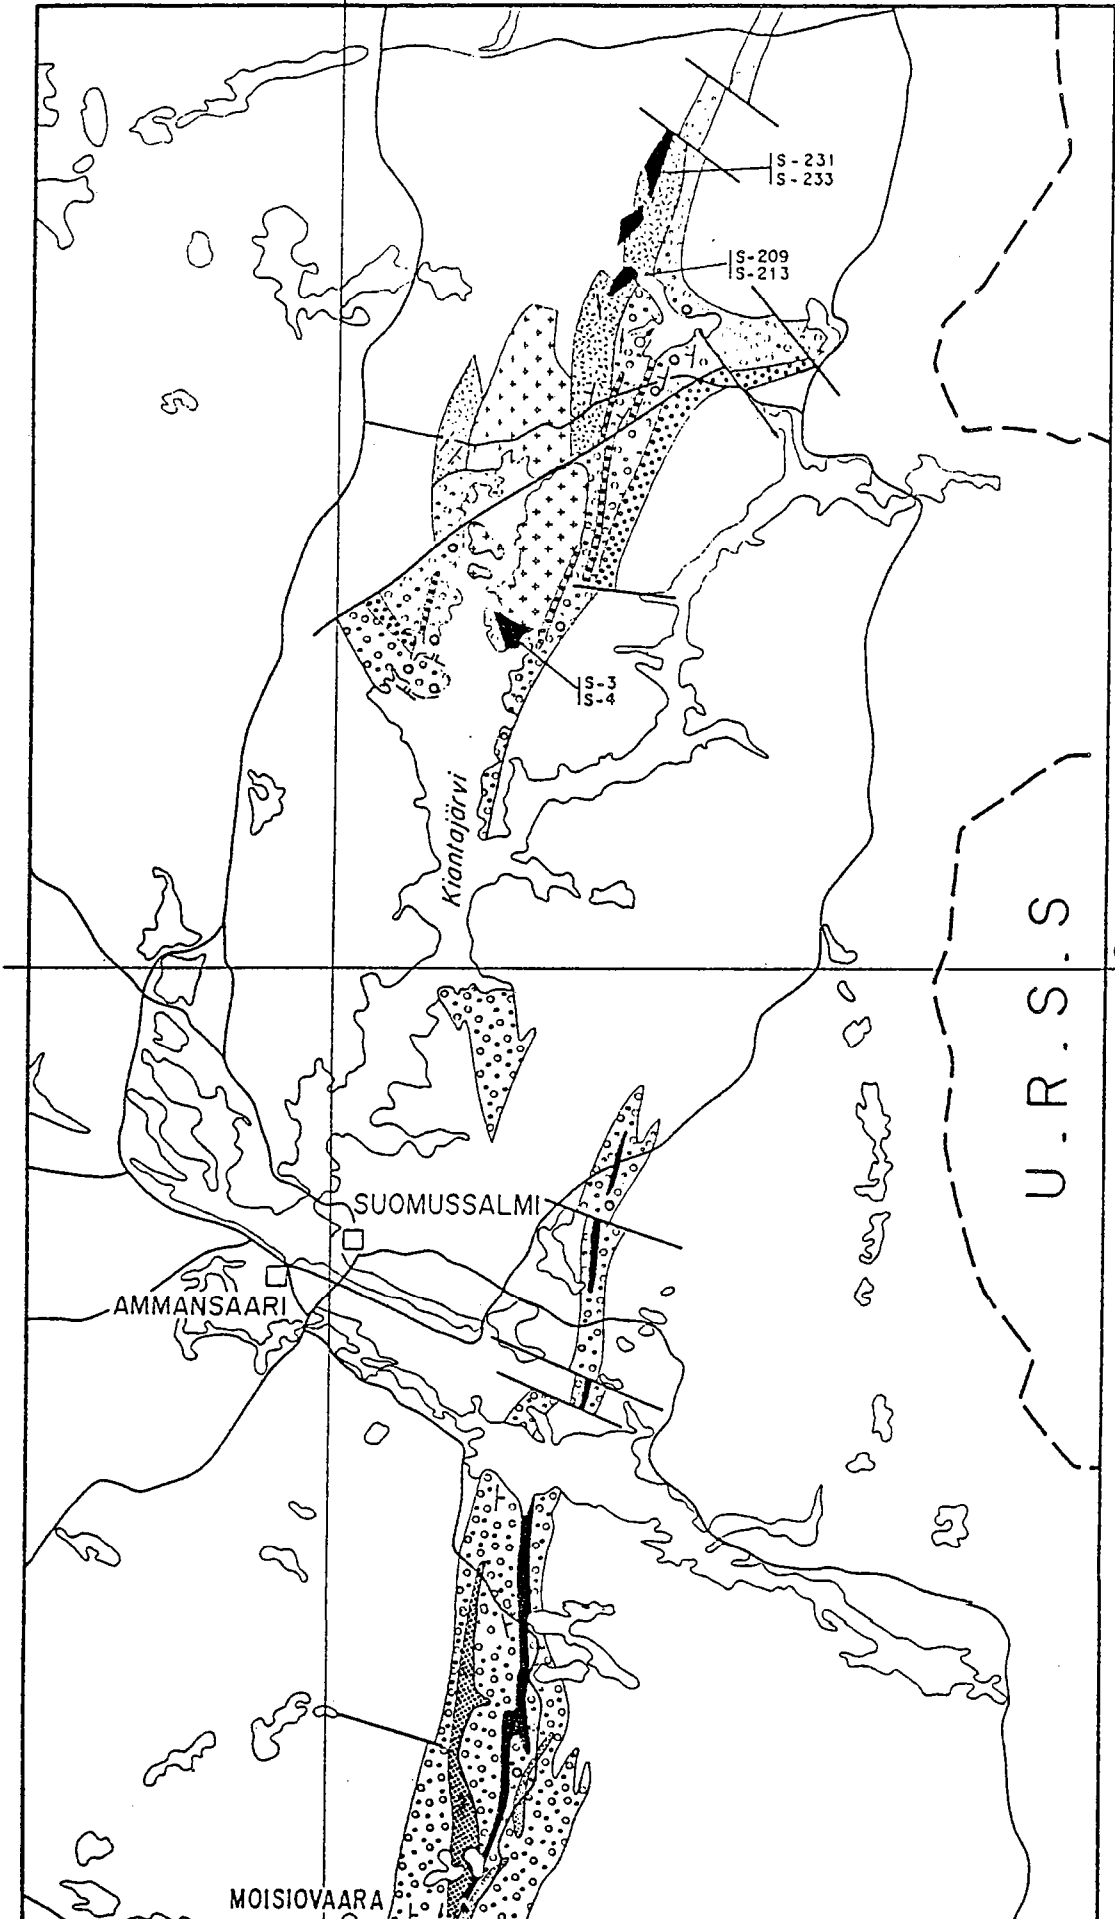 S-231
S-233
S-209
S-213
S-3
S-4
Kiantajärvi
U.R.S.S
SUOMUSSALMI
AMMANSAARI
MOISIOVAARA